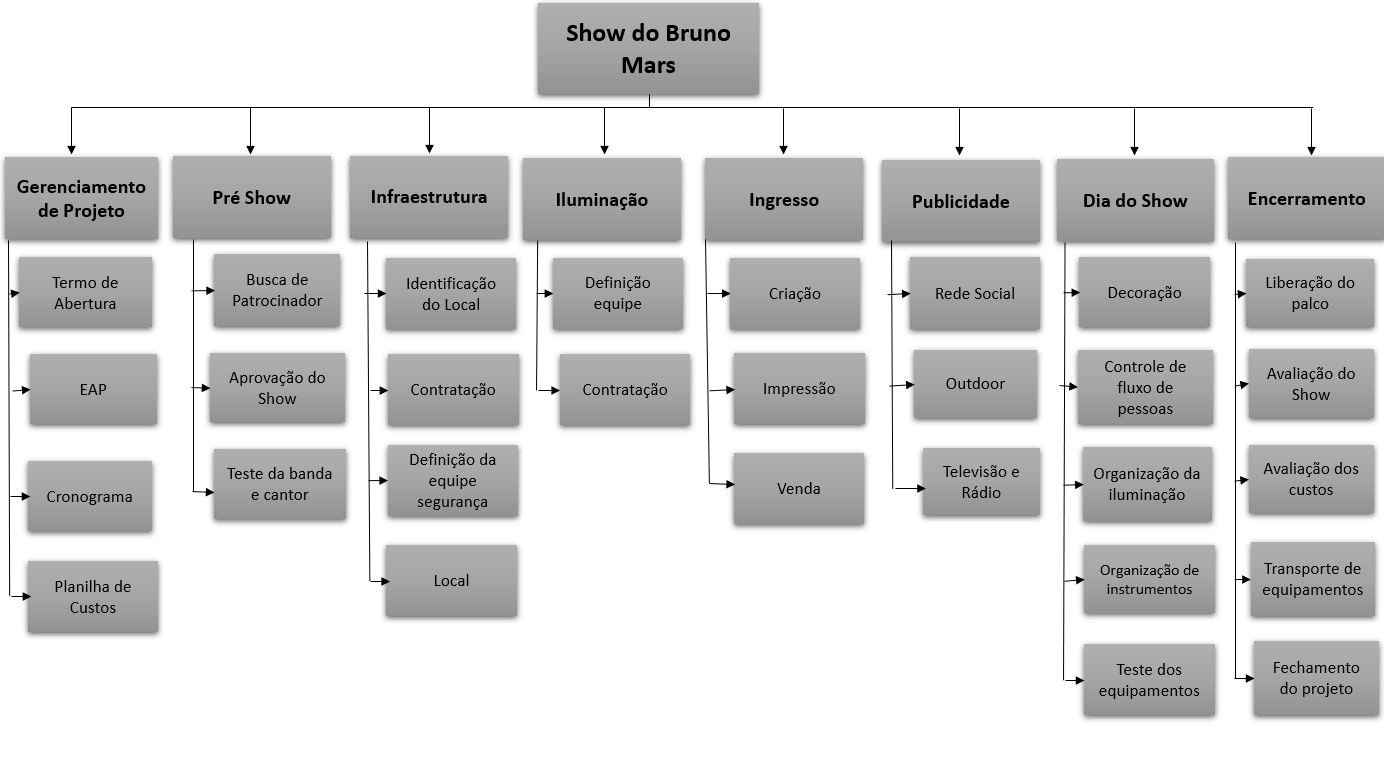 Show do Bruno
Mars
Gerenciamento
de Projeto
Termo de
Abertura
EAP
Cronograma
Planilha de
Custos
Pré Show
Busca de
Patrocinador
Aprovação do
Show
Teste da banda
e cantor
Infraestrutura
Identificação
do Local
Contratação
Definição da
equipe
segurança
Local
Iluminação
Definição
equipe
Contratação
Ingresso
Criação
Impressão
Venda
Publicidade
Rede Social
Outdoor
Televisão e
Rádio
Dia do Show
Decoração
Controle de
fluxo de
pessoas
Organização da
iluminação
Organização de
instrumentos
Teste dos
equipamentos
Encerramento
Liberação do
palco
Avaliação do
Show
Avaliação dos
custos
Transporte de
equipamentos
Fechamento
do projeto